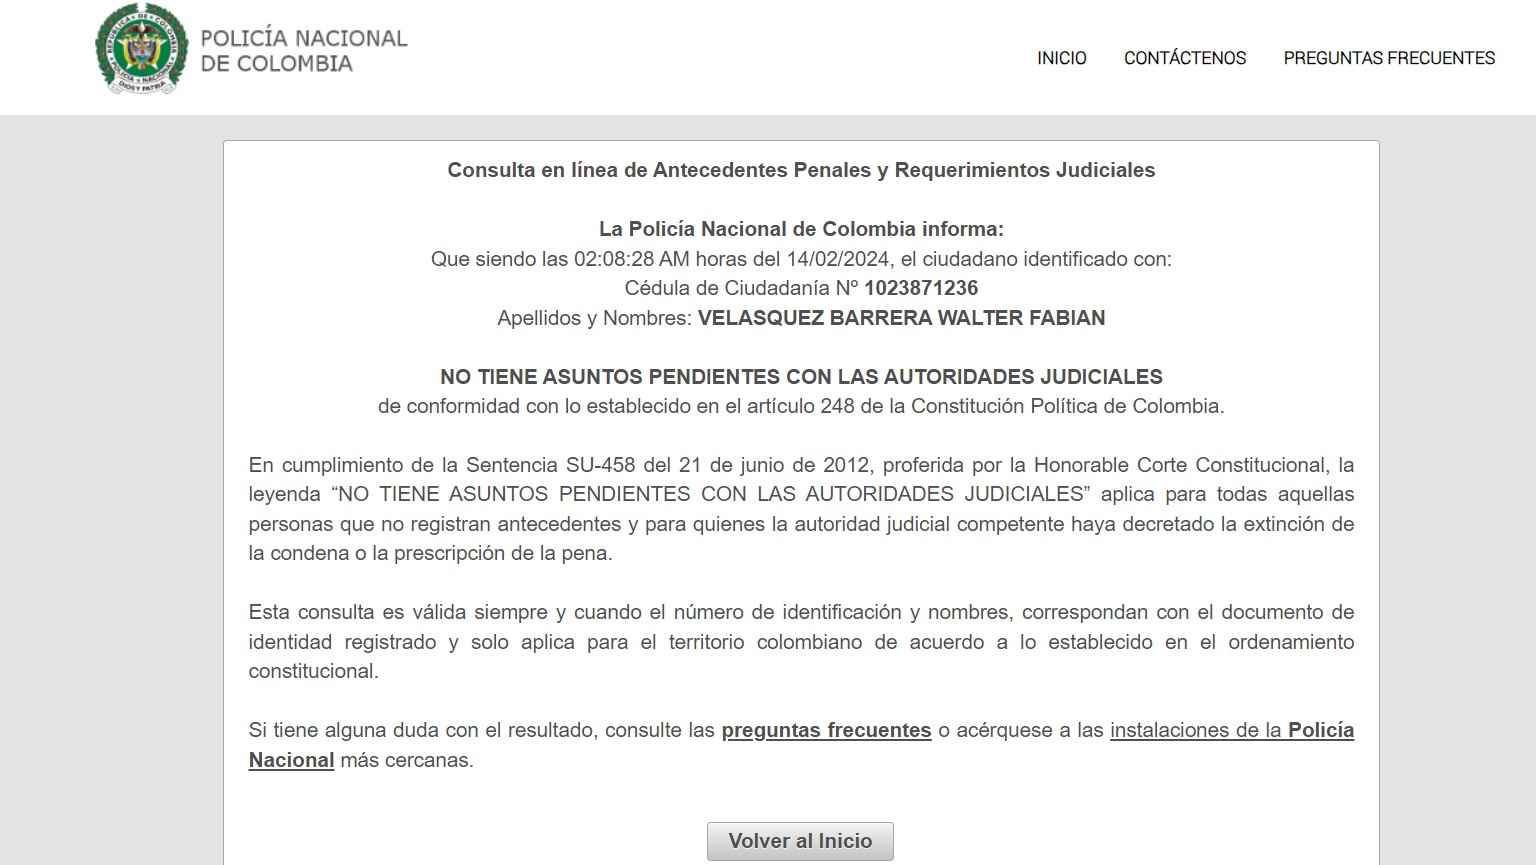 REPUBLICA DE COLOMBIA
POLICIA NACIONAL
DIOS Y PATRIA
POLICÍA NACIONAL
DE COLOMBIA
INICIO CONTÁCTENOS PREGUNTAS FRECUENTES
Consulta en línea de Antecedentes Penales y Requerimientos Judiciales
La Policía Nacional de Colombia informa:
Que siendo las 02:08:28 AM horas del 14/02/2024, el ciudadano identificado con:
Cédula de Ciudadanía Nº 1023871236
Apellidos y Nombres: VELASQUEZ BARRERA WALTER FABIAN
NO TIENE ASUNTOS PENDIENTES CON LAS AUTORIDADES JUDICIALES
de conformidad con lo establecido en el artículo 248 de la Constitución Política de Colombia.
En cumplimiento de la Sentencia SU-458 del 21 de junio de 2012, proferida por la Honorable Corte Constitucional, la
leyenda “NO TIENE ASUNTOS PENDIENTES CON LAS AUTORIDADES JUDICIALES” aplica para todas aquellas
personas que no registran antecedentes y para quienes la autoridad judicial competente haya decretado la extinción de
la condena o la prescripción de la pena.
Esta consulta es válida siempre y cuando el número de identificación y nombres, correspondan con el documento de
identidad registrado y solo aplica para el territorio colombiano de acuerdo a lo establecido en el ordenamiento
constitucional.
Si tiene alguna duda con el resultado, consulte las preguntas frecuentes o acérquese a las instalaciones de la Policía
Nacional más cercanas.
Volver al Inicio